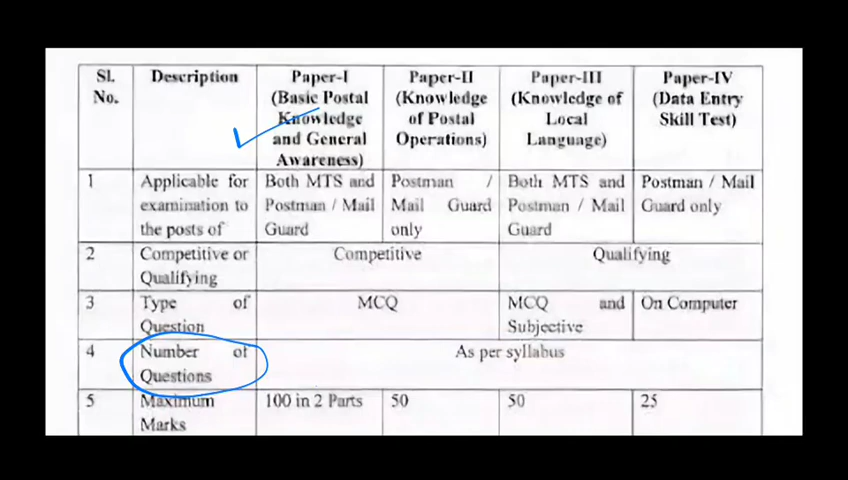 Sl. No. Description Paper-I (Basic Postal Knowledge and General Awareness) Paper-II (Knowledge of Postal Operations) Paper-III (Knowledge of Local Language) Paper-IV (Data Entry Skill Test)
1 Applicable for examination to the posts of Both MTS and Postman / Mail Guard Postman / Mail Guard only Both MTS and Postman / Mail Guard Postman / Mail Guard only
2 Competitive or Qualifying Competitive Qualifying
3 Type of Question MCQ MCQ and Subjective On Computer
4 Number of Questions As per syllabus
5 Maximum Marks 100 in 2 Parts 50 50 25